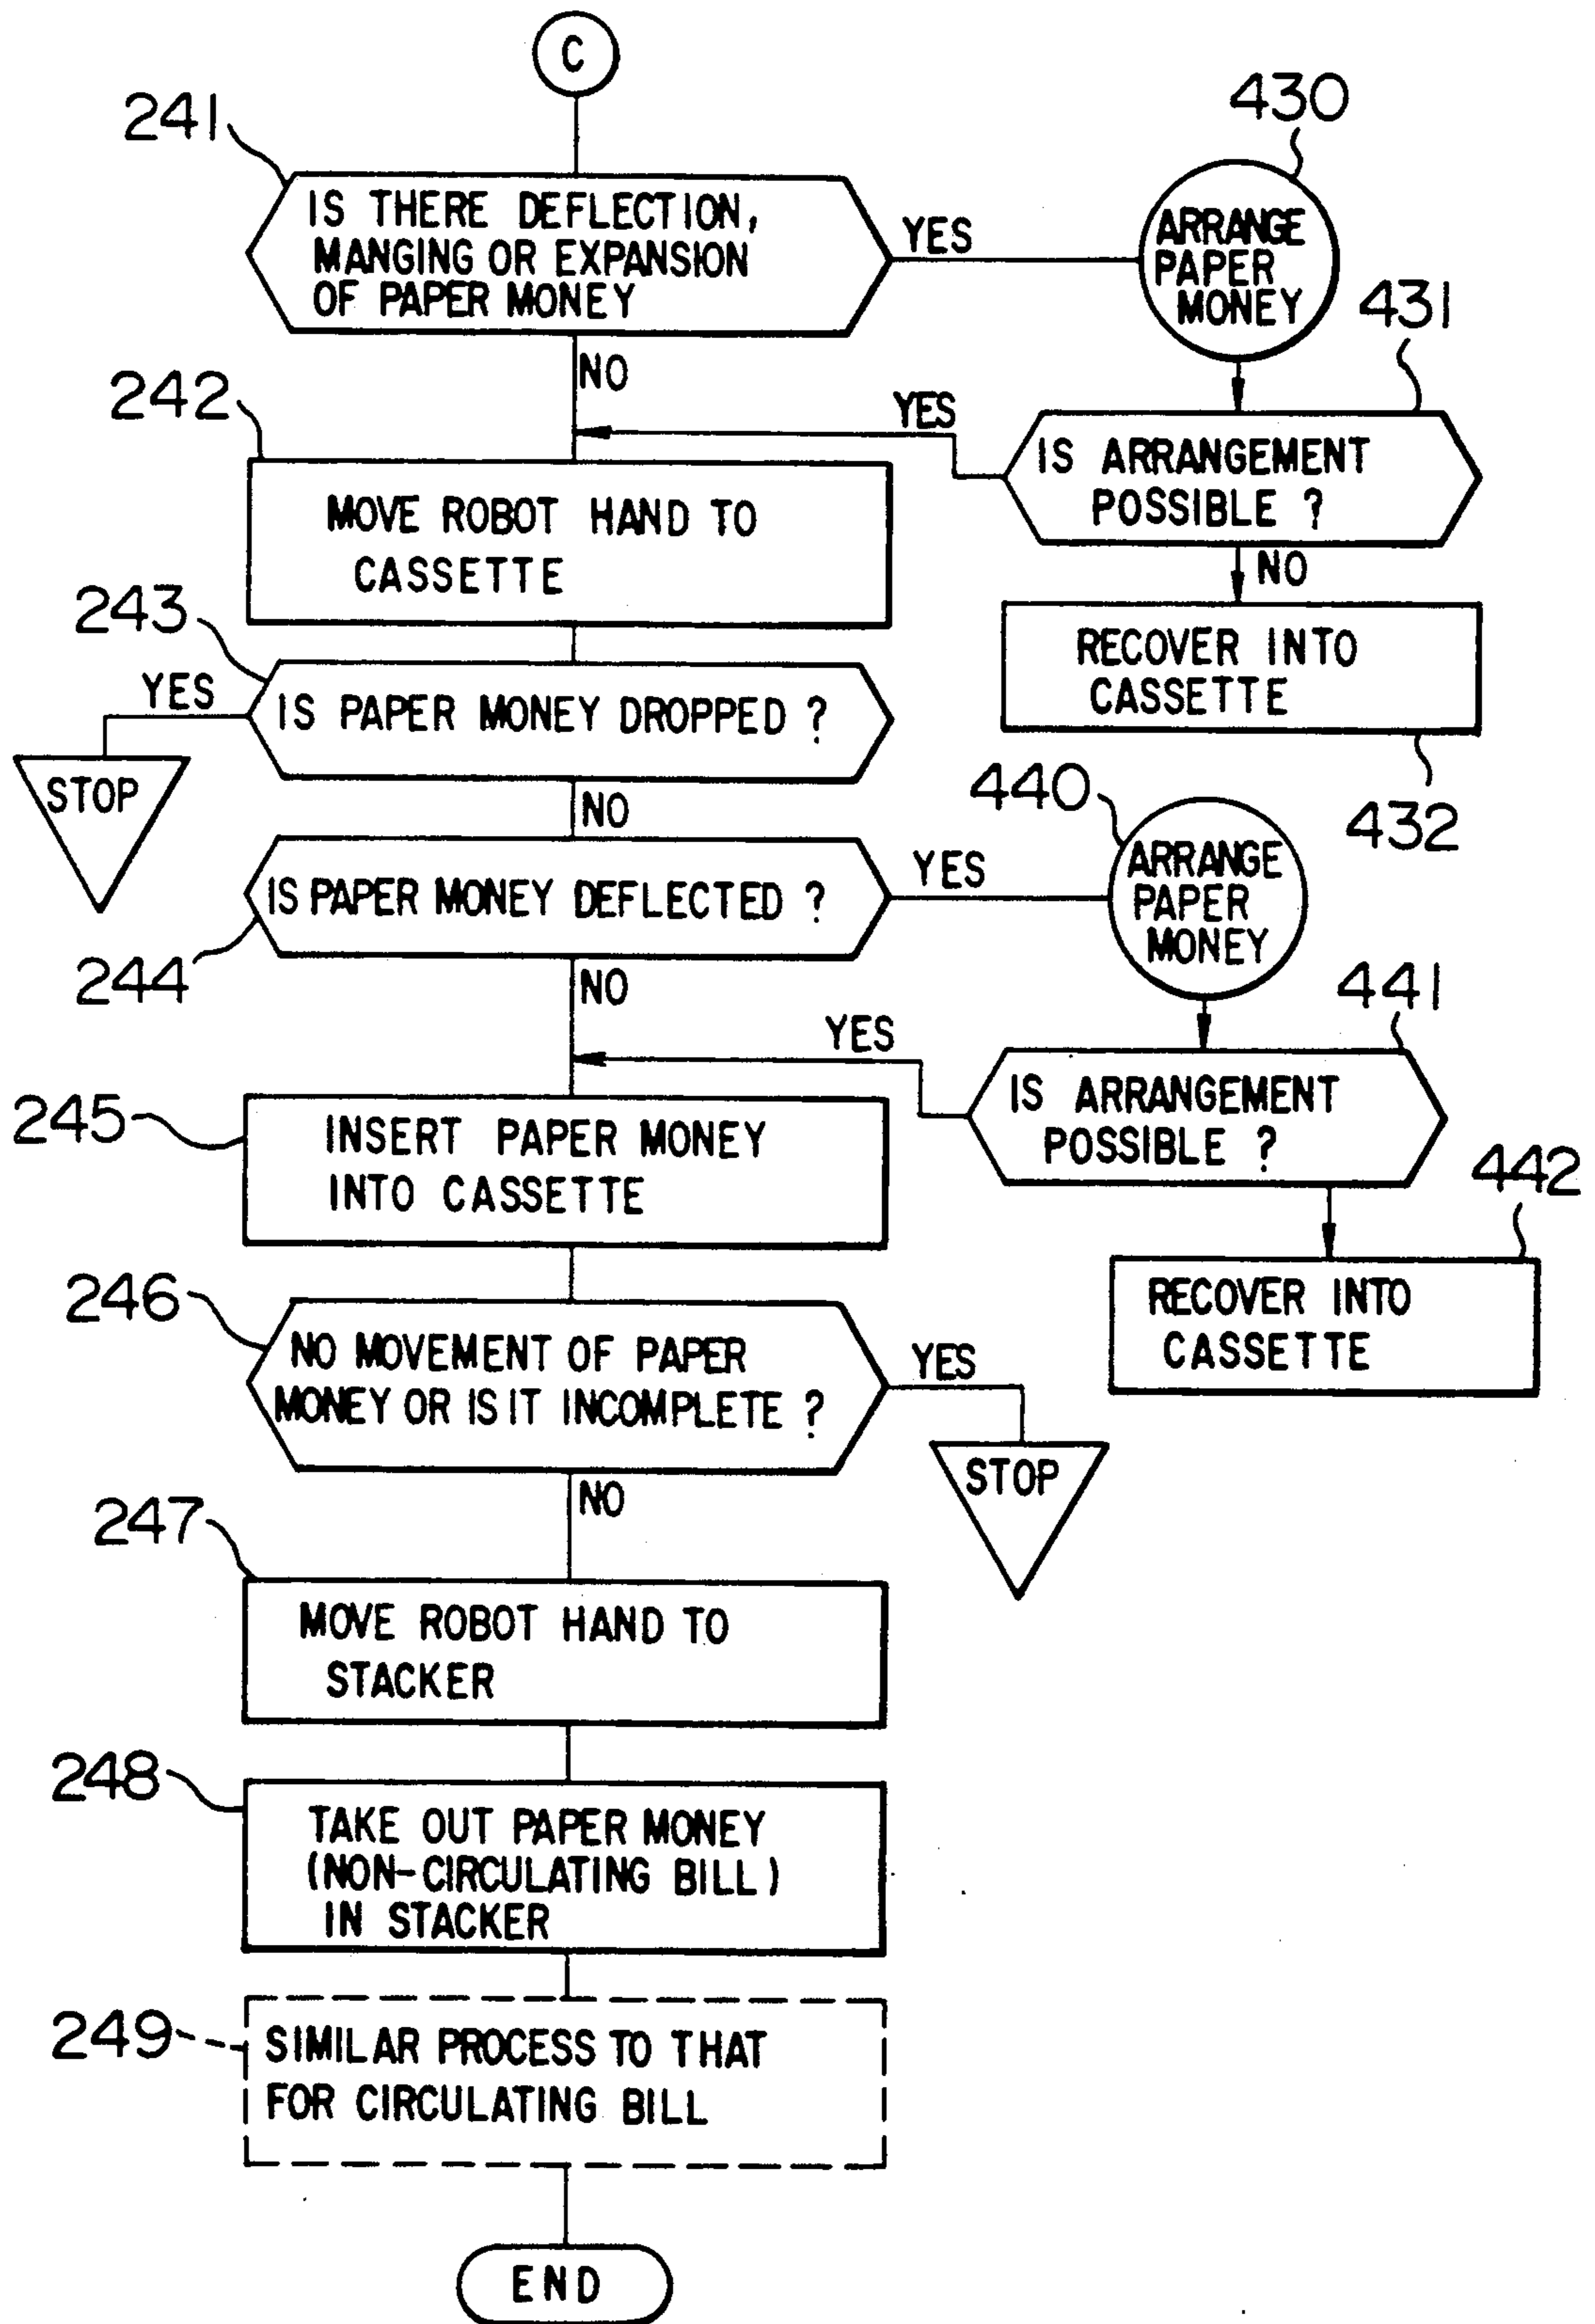 C
241
430
IS THERE DEFLECTION,
MANGING OR EXPANSION
OF PAPER MONEY
YES
ARRANGE
PAPER
MONEY
431
NO
242
YES
IS ARRANGEMENT
POSSIBLE ?
MOVE ROBOT HAND TO
CASSETTE
NO
243
RECOVER INTO
CASSETTE
YES
IS PAPER MONEY DROPPED ?
STOP
432
NO
440
ARRANGE
PAPER
MONEY
IS PAPER MONEY DEFLECTED ?
YES
244
NO
441
YES
IS ARRANGEMENT
POSSIBLE ?
245
INSERT PAPER MONEY
INTO CASSETTE
442
246
RECOVER INTO
CASSETTE
NO MOVEMENT OF PAPER
MONEY OR IS IT INCOMPLETE ?
YES
STOP
NO
247
MOVE ROBOT HAND TO
STACKER
248
TAKE OUT PAPER MONEY
(NON-CIRCULATING BILL)
IN STACKER
249
SIMILAR PROCESS TO THAT
FOR CIRCULATING BILL
END